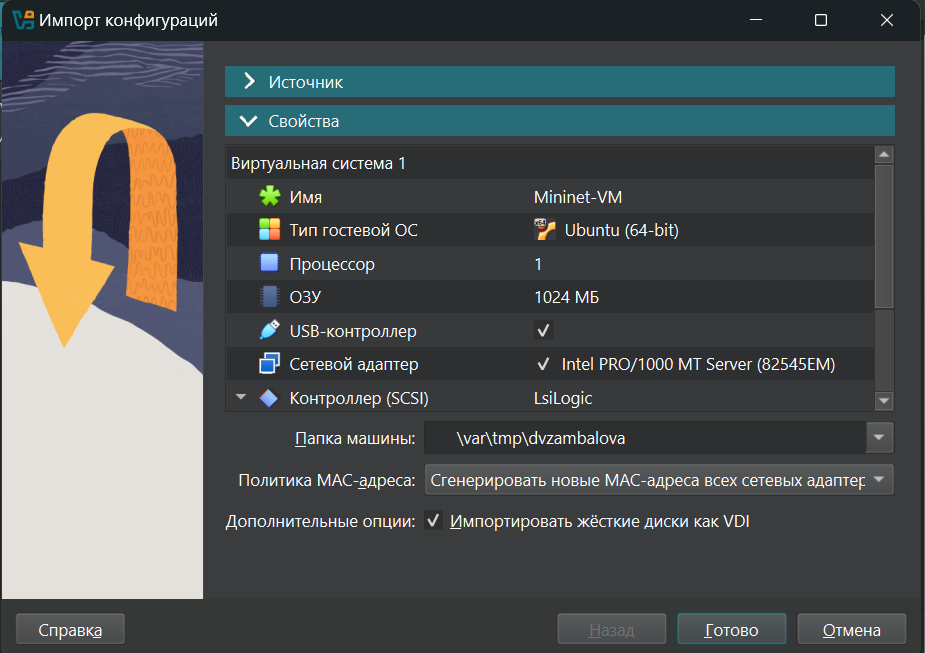 Импорт конфигураций
Источник
Свойства
Виртуальная система 1
Имя Mininet-VM
Тип гостевой ОС Ubuntu (64-bit)
Процессор 1
ОЗУ 1024 МБ
USB-контроллер
Сетевой адаптер Intel PRO/1000 MT Server (82545EM)
Контроллер (SCSI) LsiLogic
Папка машины: \var\tmp\dvzambalova
Политика MAC-адреса: Сгенерировать новые MAC-адреса всех сетевых адаптер
Дополнительные опции: Импортировать жёсткие диски как VDI
Справка Назад Готово Отмена